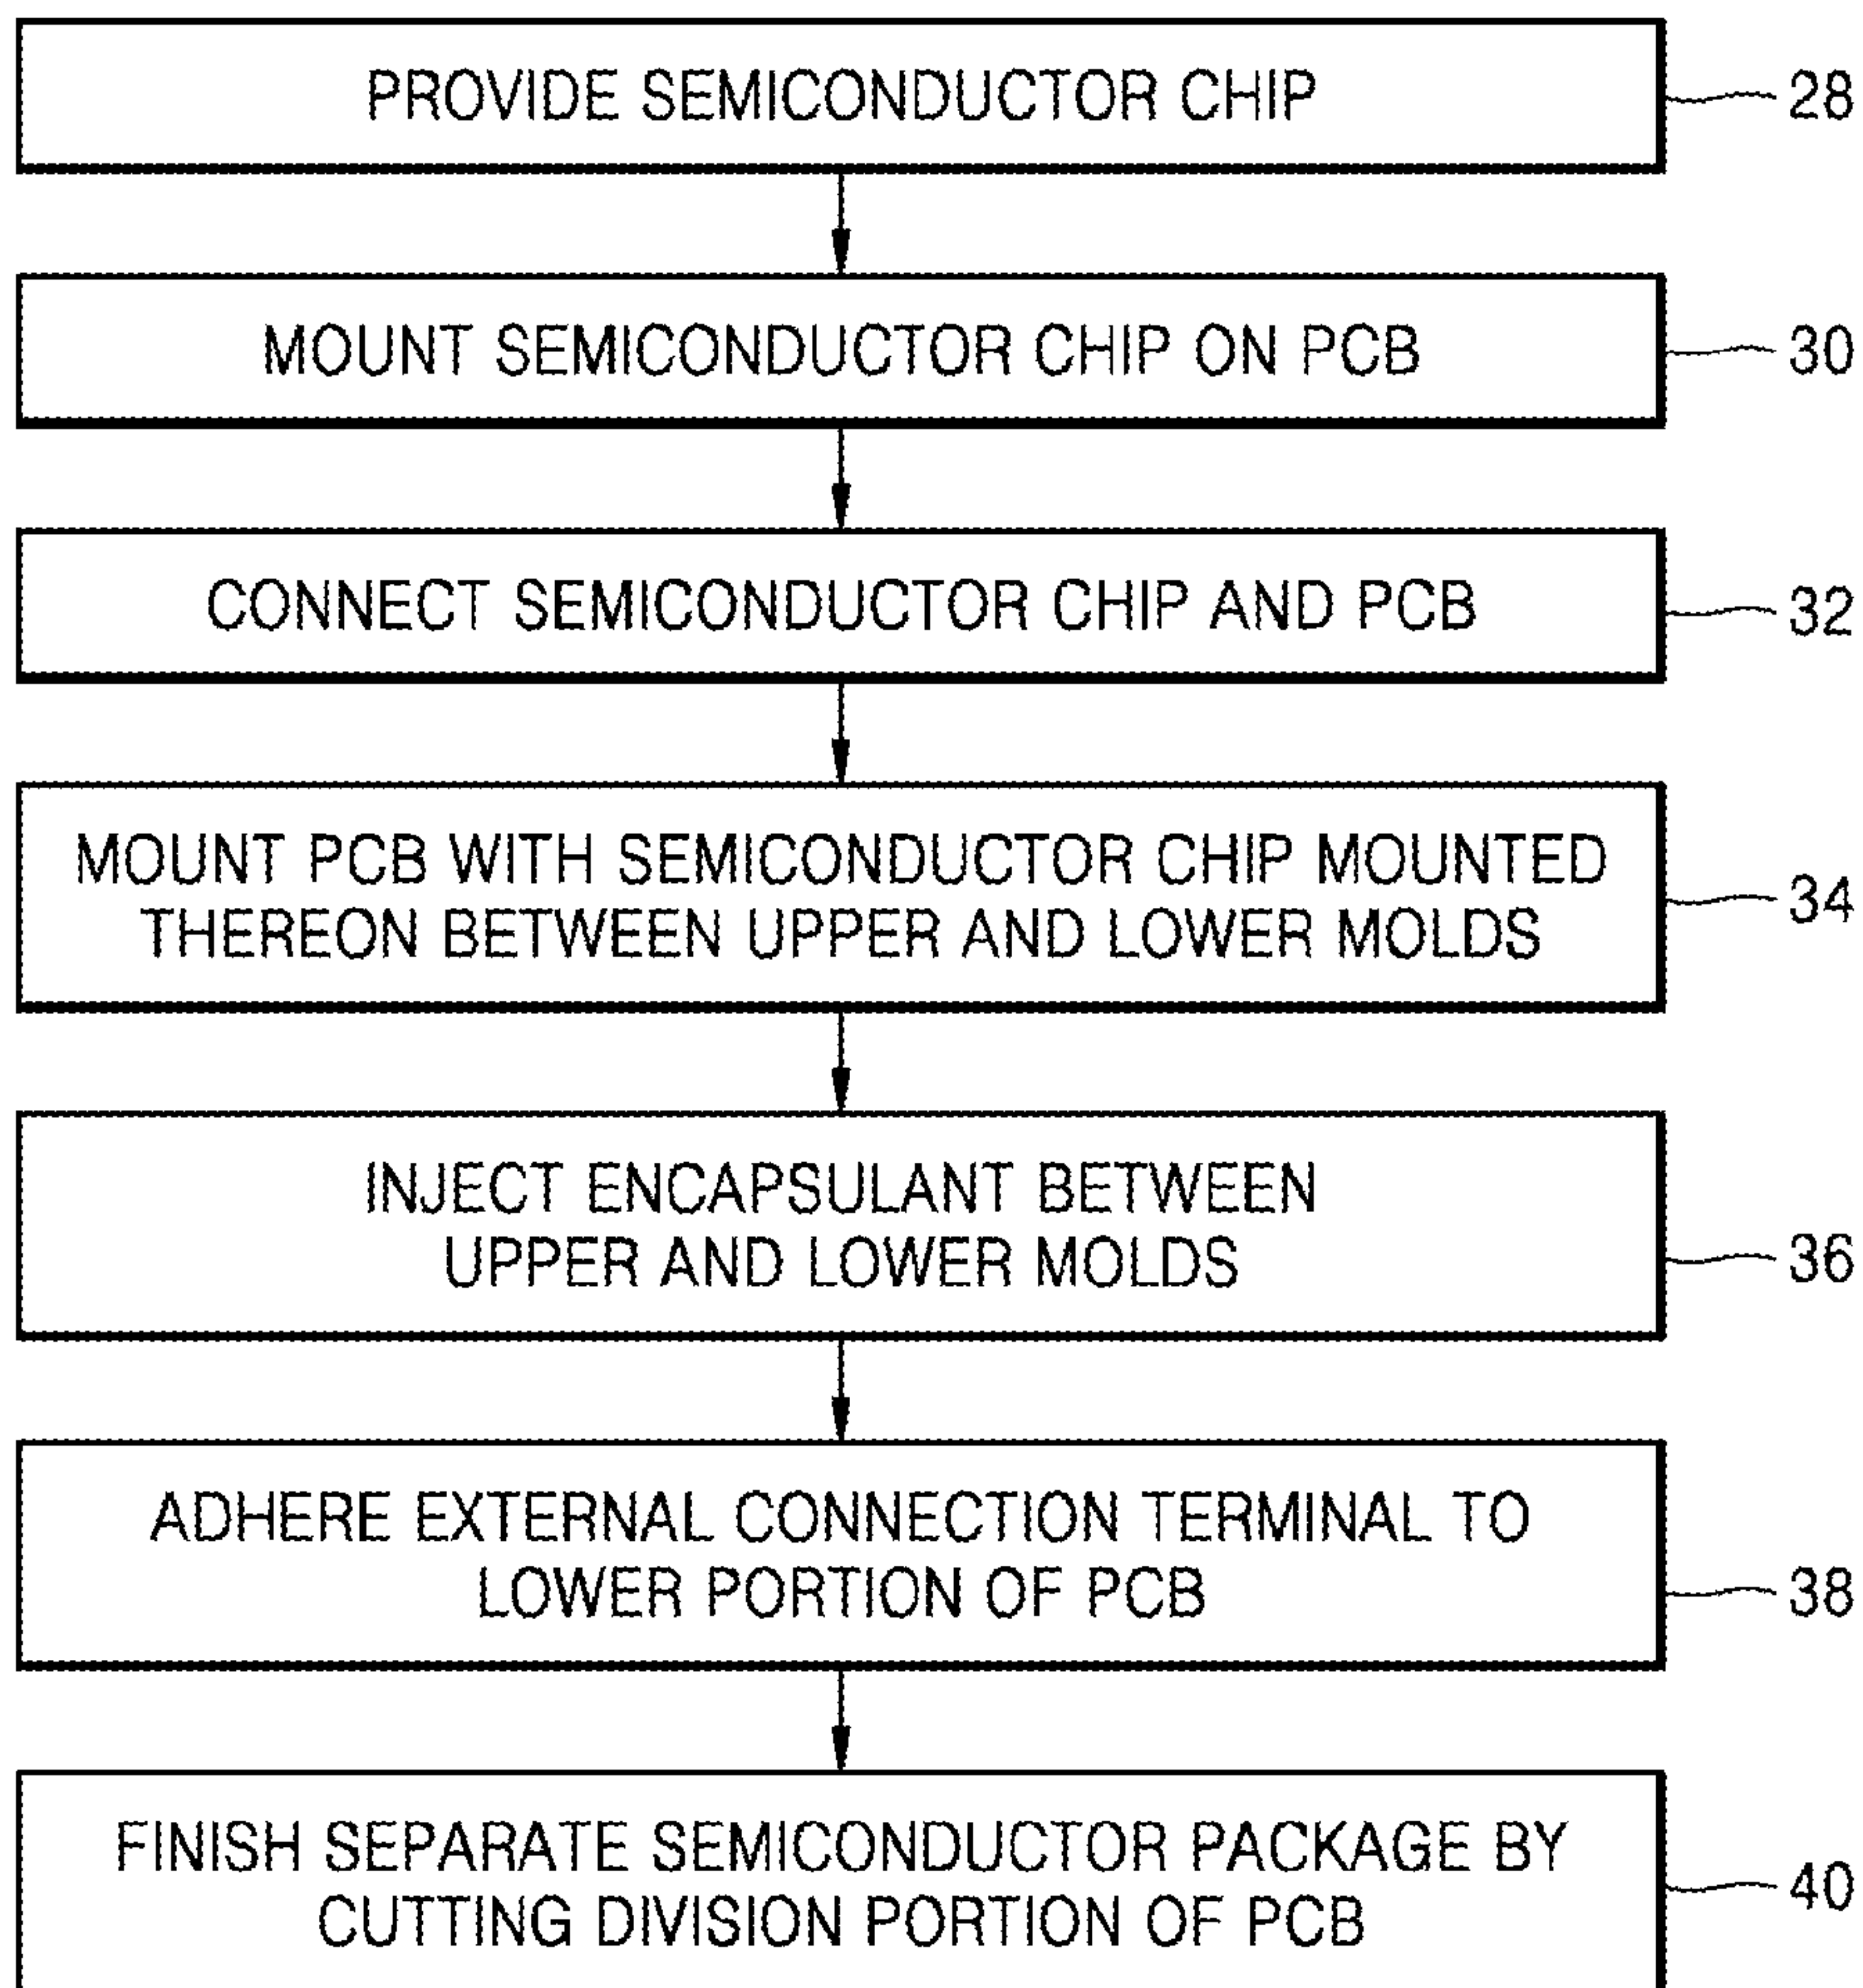 PROVIDE SEMICONDUCTOR CHIP
28
MOUNT SEMICONDUCTOR CHIP ON PCB
30
CONNECT SEMICONDUCTOR CHIP AND PCB
32
MOUNT PCB WITH SEMICONDUCTOR CHIP MOUNTED
THEREON BETWEEN UPPER AND LOWER MOLDS
34
INJECT ENCAPSULANT BETWEEN
UPPER AND LOWER MOLDS
36
ADHERE EXTERNAL CONNECTION TERMINAL TO
LOWER PORTION OF PCB
38
FINISH SEPARATE SEMICONDUCTOR PACKAGE BY
CUTTING DIVISION PORTION OF PCB
40